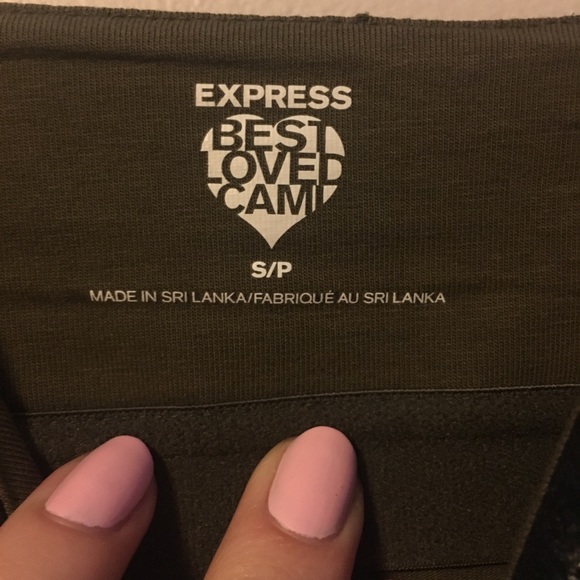 EXPRESS
BEST
LOVED
CAMI
S/P
MADE IN SRI LANKA/FABRIQUÉ AU SRI LANKA